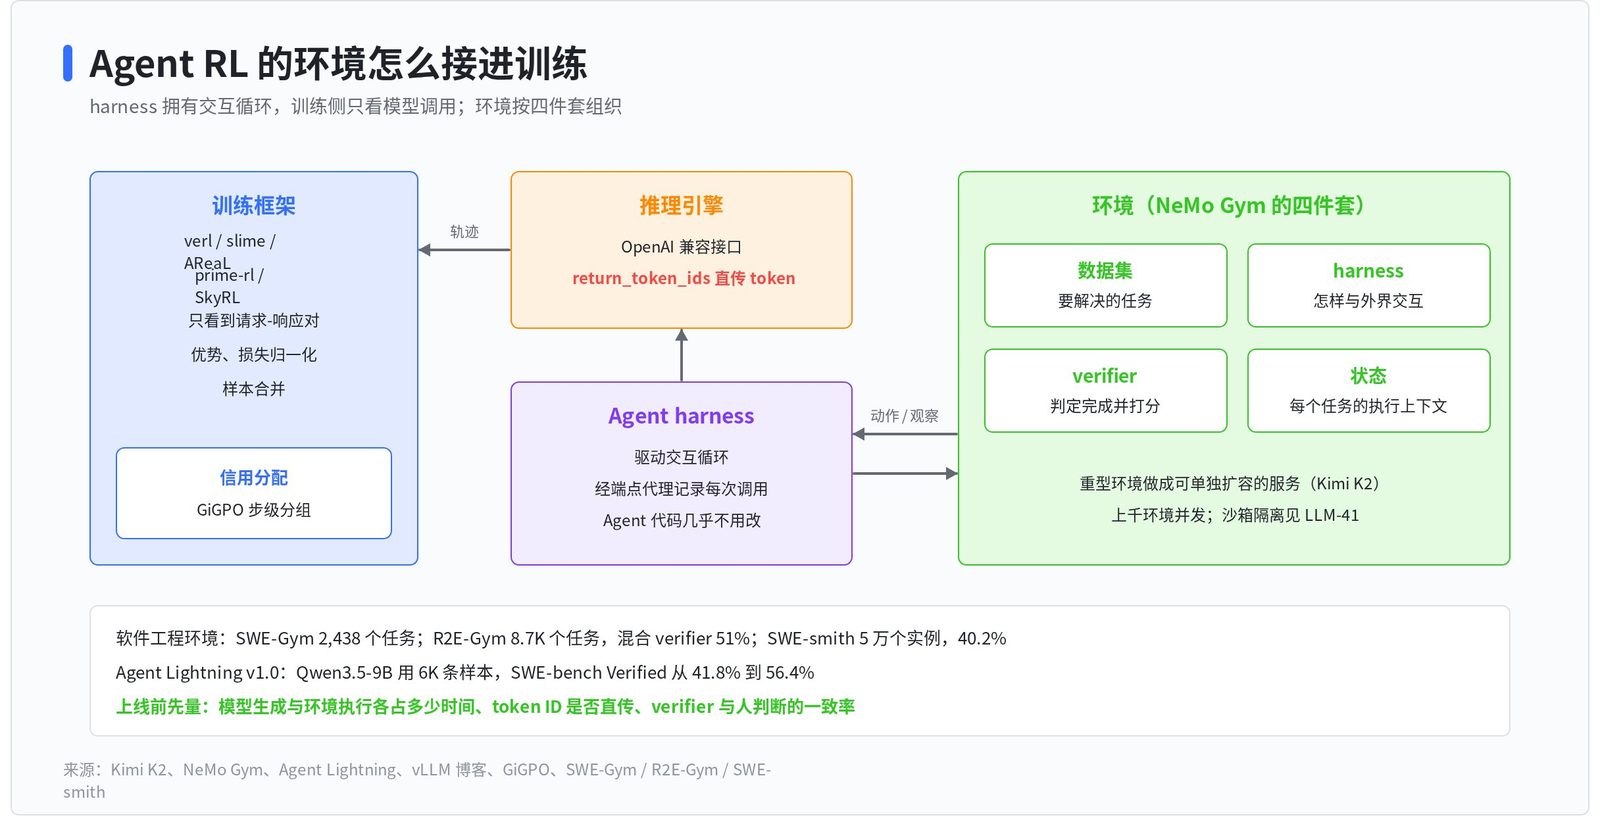 Agent RL 的环境怎么接进训练
harness 拥有交互循环，训练侧只看模型调用；环境按四件套组织
训练框架
verl / slime /
AReaL
prime-rl /
SkyRL
只看到请求-响应对
优势、损失归一化
样本合并
信用分配
GiGPO 步级分组
轨迹
推理引擎
OpenAI 兼容接口
return_token_ids 直传 token
Agent harness
驱动交互循环
经端点代理记录每次调用
Agent 代码几乎不用改
动作 / 观察
环境（NeMo Gym 的四件套）
数据集
要解决的任务
harness
怎样与外界交互
verifier
判定完成并打分
状态
每个任务的执行上下文
重型环境做成可单独扩容的服务（Kimi K2）
上千环境并发；沙箱隔离见 LLM-41
软件工程环境：SWE-Gym 2,438 个任务；R2E-Gym 8.7K 个任务，混合 verifier 51%；SWE-smith 5 万个实例，40.2%
Agent Lightning v1.0：Qwen3.5-9B 用 6K 条样本，SWE-bench Verified 从 41.8% 到 56.4%
上线前先量：模型生成与环境执行各占多少时间、token ID 是否直传、verifier 与人判断的一致率
来源：Kimi K2、NeMo Gym、Agent Lightning、vLLM 博客、GiGPO、SWE-Gym / R2E-Gym / SWE-
smith